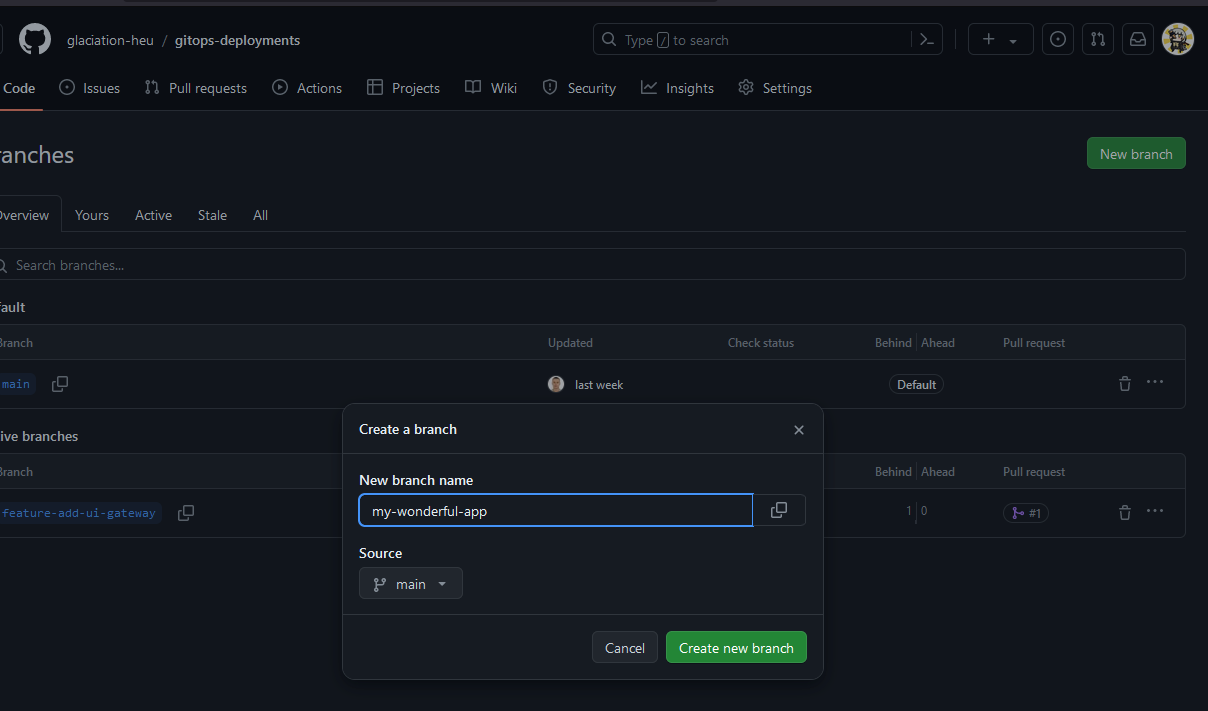 glaciation-heu / gitops-deployments
Type / to search
Code Issues Pull requests Actions Projects Wiki Security Insights Settings
ranches
New branch
Overview Yours Active Stale All
Search branches...
fault
Branch Updated Check status Behind Ahead Pull request
main last week Default
Create a branch
ive branches
Branch Behind Ahead Pull request
New branch name
feature-add-ui-gateway 1 0 #1
my-wonderful-app
Source
main
Cancel Create new branch